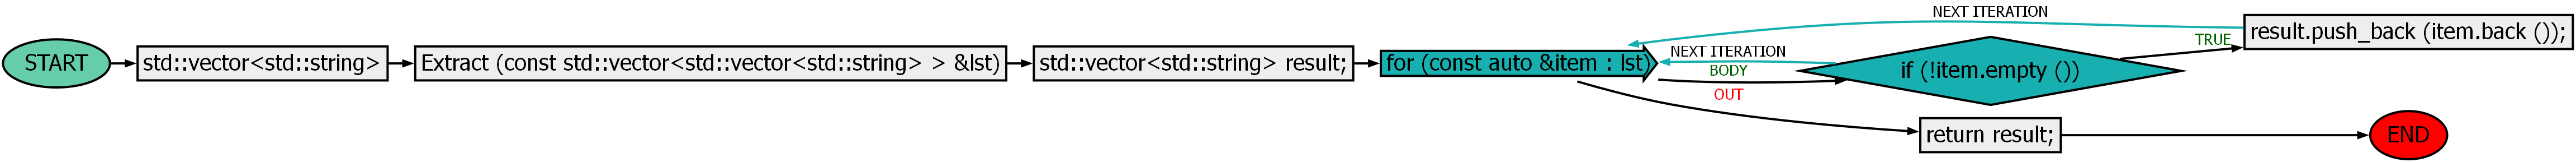 START
std::vector<std::string>
Extract (const std::vector<std::vector<std::string> > &lst)
std::vector<std::string> result;
for (const auto &item : lst)
NEXT ITERATION
NEXT ITERATION
BODY
OUT
if (!item.empty ())
TRUE
result.push_back (item.back ());
return result;
END